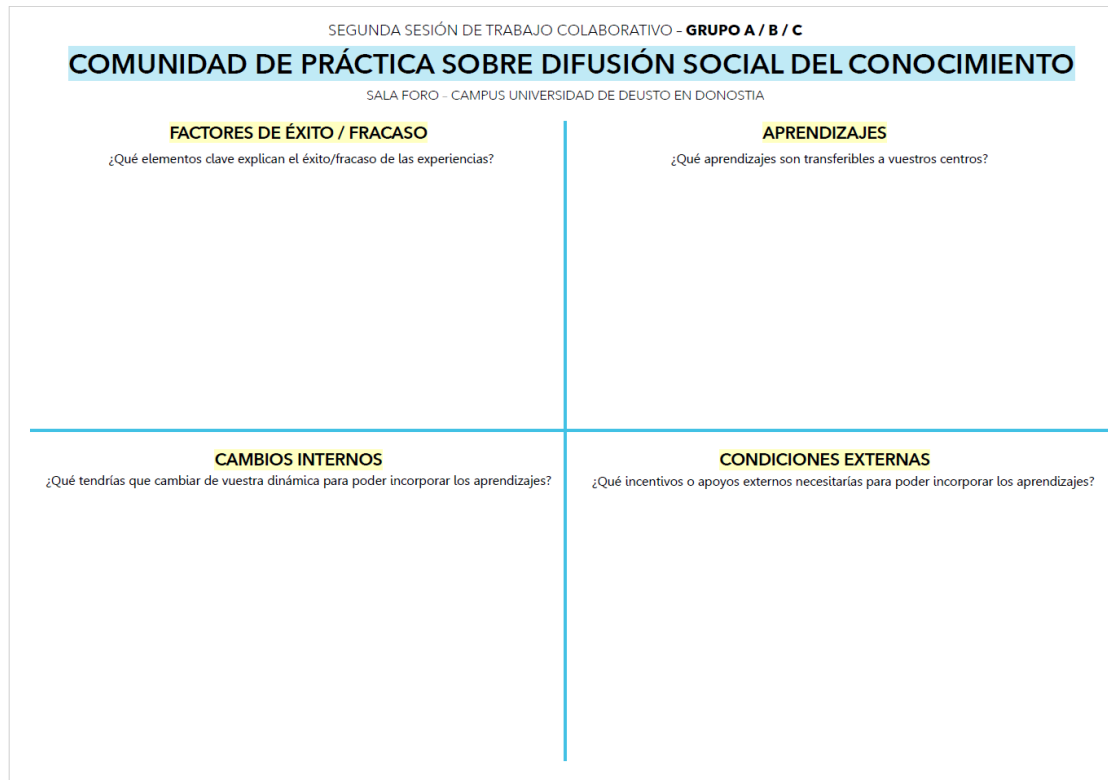 SEGUNDA SESIÓN DE TRABAJO COLABORATIVO – GRUPO A / B / C
COMUNIDAD DE PRÁCTICA SOBRE DIFUSIÓN SOCIAL DEL CONOCIMIENTO
SALA FORO – CAMPUS UNIVERSIDAD DE DEUSTO EN DONOSTIA
FACTORES DE ÉXITO / FRACASO
¿Qué elementos clave explican el éxito/fracaso de las experiencias?
APRENDIZAJES
¿Qué aprendizajes son transferibles a vuestros centros?
CAMBIOS INTERNOS
¿Qué tendrías que cambiar de vuestra dinámica para poder incorporar los aprendizajes?
CONDICIONES EXTERNAS
¿Qué incentivos o apoyos externos necesitarías para poder incorporar los aprendizajes?